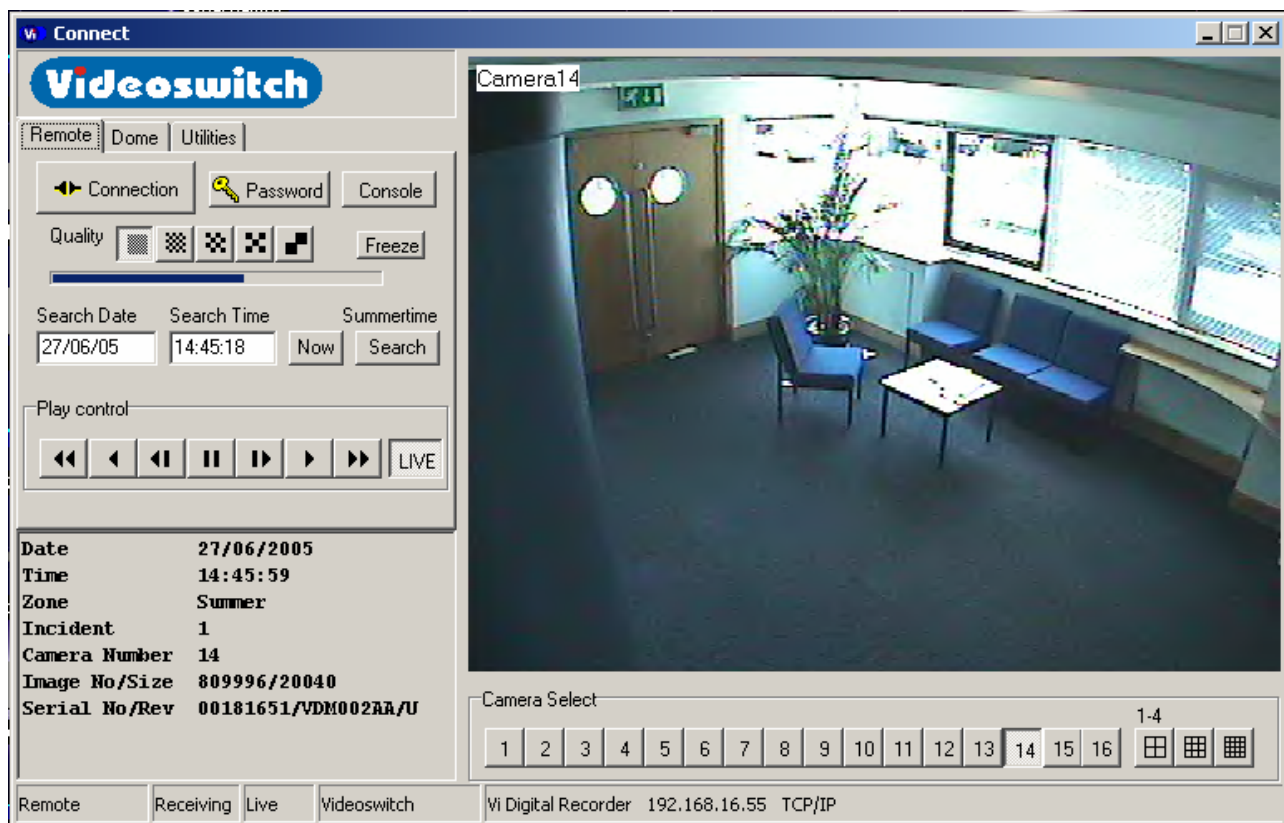 Vi Connect
Videoswitch
Remote Dome Utilities
Connection Password Console
Quality Freeze
Search Date Search Time Summertime
27/06/05 14:45:18 Now Search
Play control
LIVE
Date 27/06/2005
Time 14:45:59
Zone Summer
Incident 1
Camera Number 14
Image No/Size 809996/20040
Serial No/Rev 00181651/VDM002AA/U
Camera14
Camera Select
1-4
1 2 3 4 5 6 7 8 9 10 11 12 13 14 15 16
Remote Receiving Live Videoswitch Vi Digital Recorder 192.168.16.55 TCP/IP